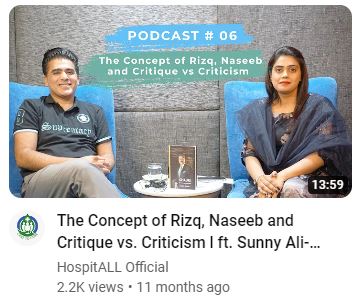 PODCAST # 06
The Concept of Rizq, Naseeb
and Critique vs Criticism
13:59
The Concept of Rizq, Naseeb and
Critique vs. Criticism I ft. Sunny Ali-...
HospitALL Official
2.2K views • 11 months ago